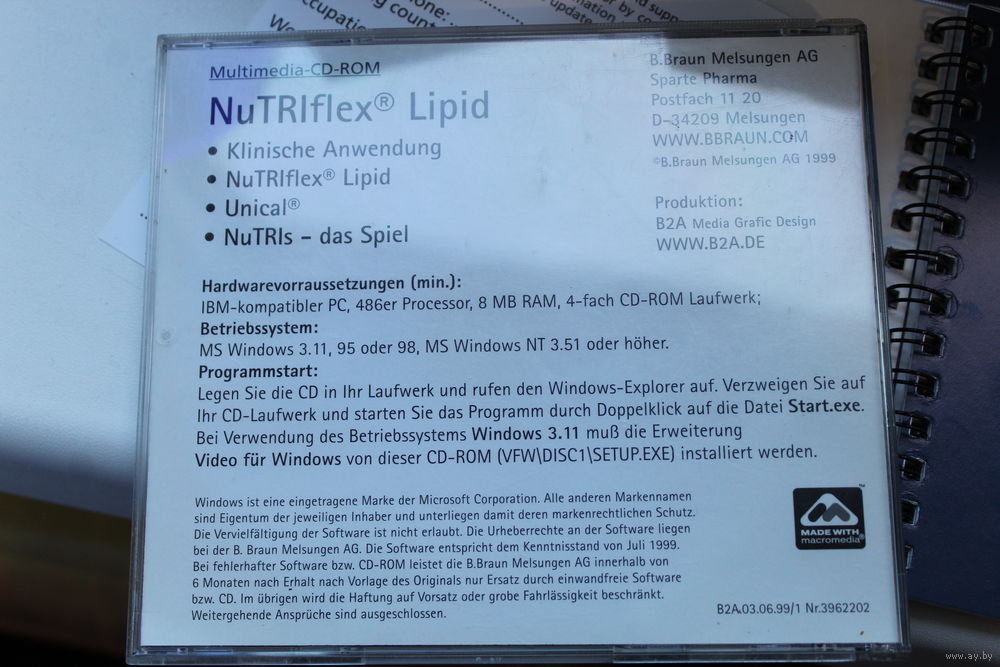 occupatio
ng count
one:
update
or by co
nd supp
Multimedia-CD-ROM
NuTRIflex® Lipid
• Klinische Anwendung
• NuTRIflex® Lipid
• Unical®
• NuTRIs – das Spiel
B.Braun Melsungen AG
Sparte Pharma
Postfach 11 20
D-34209 Melsungen
WWW.BBRAUN.COM
©B.Braun Melsungen AG 1999
Produktion:
B2A Media Grafic Design
WWW.B2A.DE
Hardwarevorraussetzungen (min.):
IBM-kompatibler PC, 486er Processor, 8 MB RAM, 4-fach CD-ROM Laufwerk;
Betriebssystem:
MS Windows 3.11, 95 oder 98, MS Windows NT 3.51 oder höher.
Programmstart:
Legen Sie die CD in Ihr Laufwerk und rufen den Windows-Explorer auf. Verzweigen Sie auf
Ihr CD-Laufwerk und starten Sie das Programm durch Doppelklick auf die Datei Start.exe.
Bei Verwendung des Betriebssystems Windows 3.11 muß die Erweiterung
Video für Windows von dieser CD-ROM (VFW\DISC1\SETUP.EXE) installiert werden.
Windows ist eine eingetragene Marke der Microsoft Corporation. Alle anderen Markennamen
sind Eigentum der jeweiligen Inhaber und unterliegen damit deren markenrechtlichen Schutz.
Die Vervielfältigung der Software ist nicht erlaubt. Die Urheberrechte an der Software liegen
bei der B. Braun Melsungen AG. Die Software entspricht dem Kenntnisstand von Juli 1999.
Bei fehlerhafter Software bzw. CD-ROM leistet die B.Braun Melsungen AG innerhalb von
6 Monaten nach Erhalt nach Vorlage des Originals nur Ersatz durch einwandfreie Software
bzw. CD. Im übrigen wird die Haftung auf Vorsatz oder grobe Fahrlässigkeit beschränkt.
Weitergehende Ansprüche sind ausgeschlossen.
MADE WITH
macromedia®
™
B2A.03.06.99/1 Nr.3962202
www.ay.by